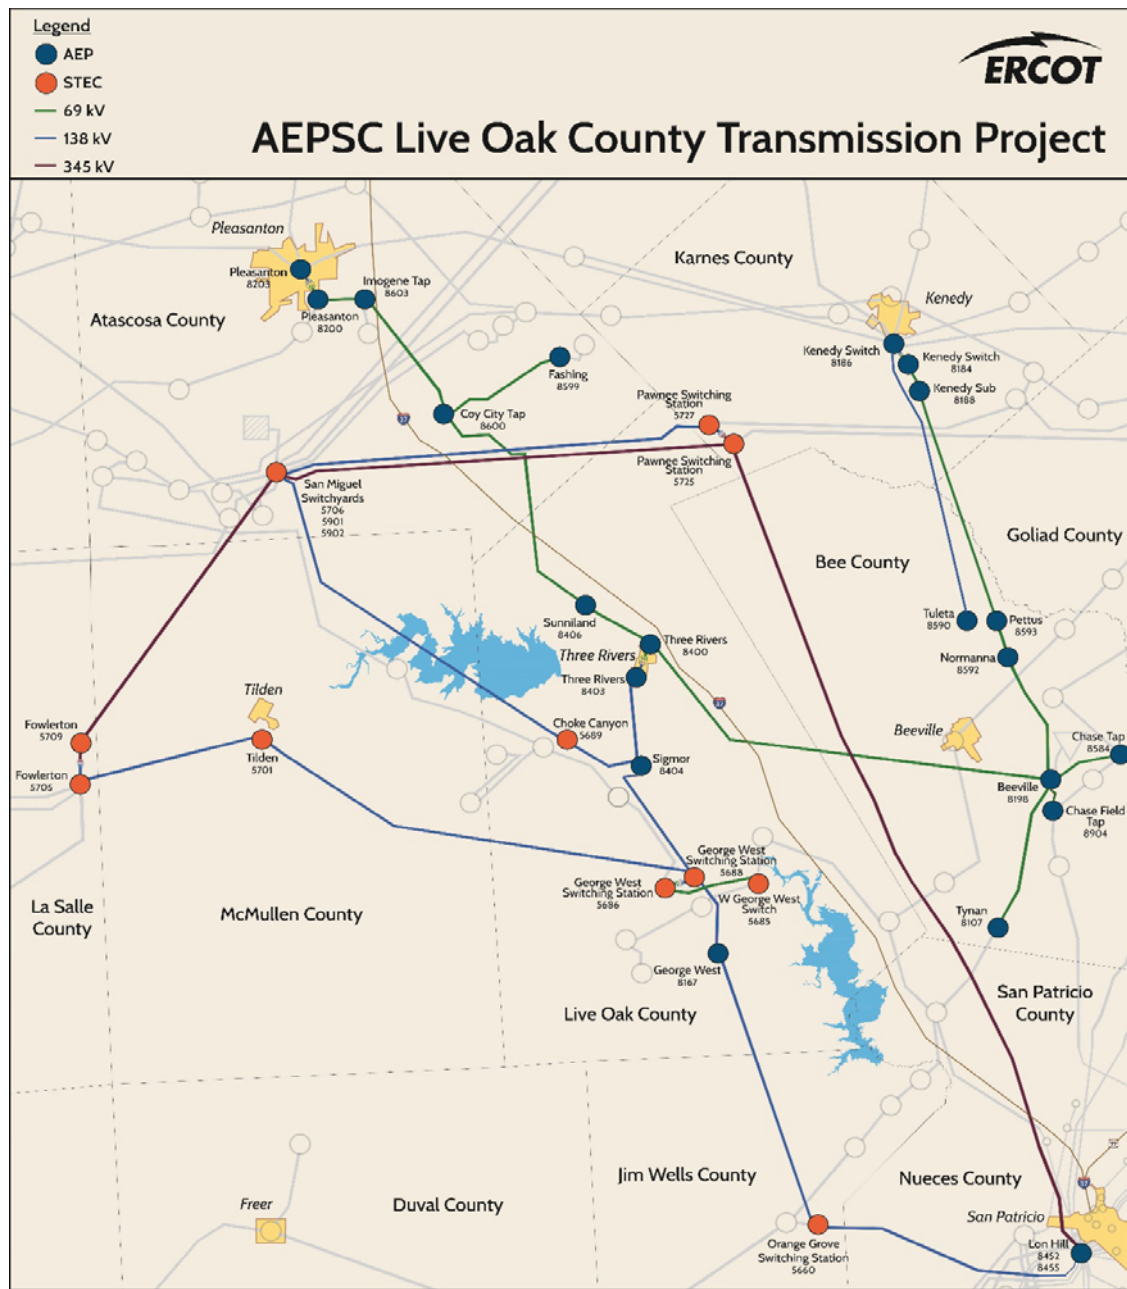 Legend
AEP
STEC
69 kV
138 kV
345 kV
ERCOT
AEPSC Live Oak County Transmission Project
Pleasanton
Pleasanton
8203
Imogene Tap
8603
Pleasanton
8200
Atascosa County
Karnes County
Kenedy
Kenedy Switch
8186
Kenedy Switch
8184
Kenedy Sub
8188
Fashing
8599
Coy City Tap
8600
37
Pawnee Switching
Station
5727
Pawnee Switching
Station
5725
San Miguel
Switchyards
5706
5901
5902
Goliad County
Bee County
Tuleta
8590
Pettus
8593
Normanna
8592
Sunniland
8406
Three Rivers
8400
Three Rivers
Three Rivers
8403
Tilden
37
Fowlerton
5709
Tilden
5701
Choke Canyon
5689
Beeville
Chase Tap
8584
Fowlerton
5705
Sigmor
8404
Beeville
8198
Chase Field
Tap
8904
George West
Switching Station
5688
George West
Switching Station
5686
W George West
Switch
5685
La Salle
County
McMullen County
Tynan
8107
George West
8167
San Patricio
County
Live Oak County
Jim Wells County
Nueces County
37
Freer
Duval County
San Patricio
Orange Grove
Switching Station
5660
Lon Hill
8452
8455